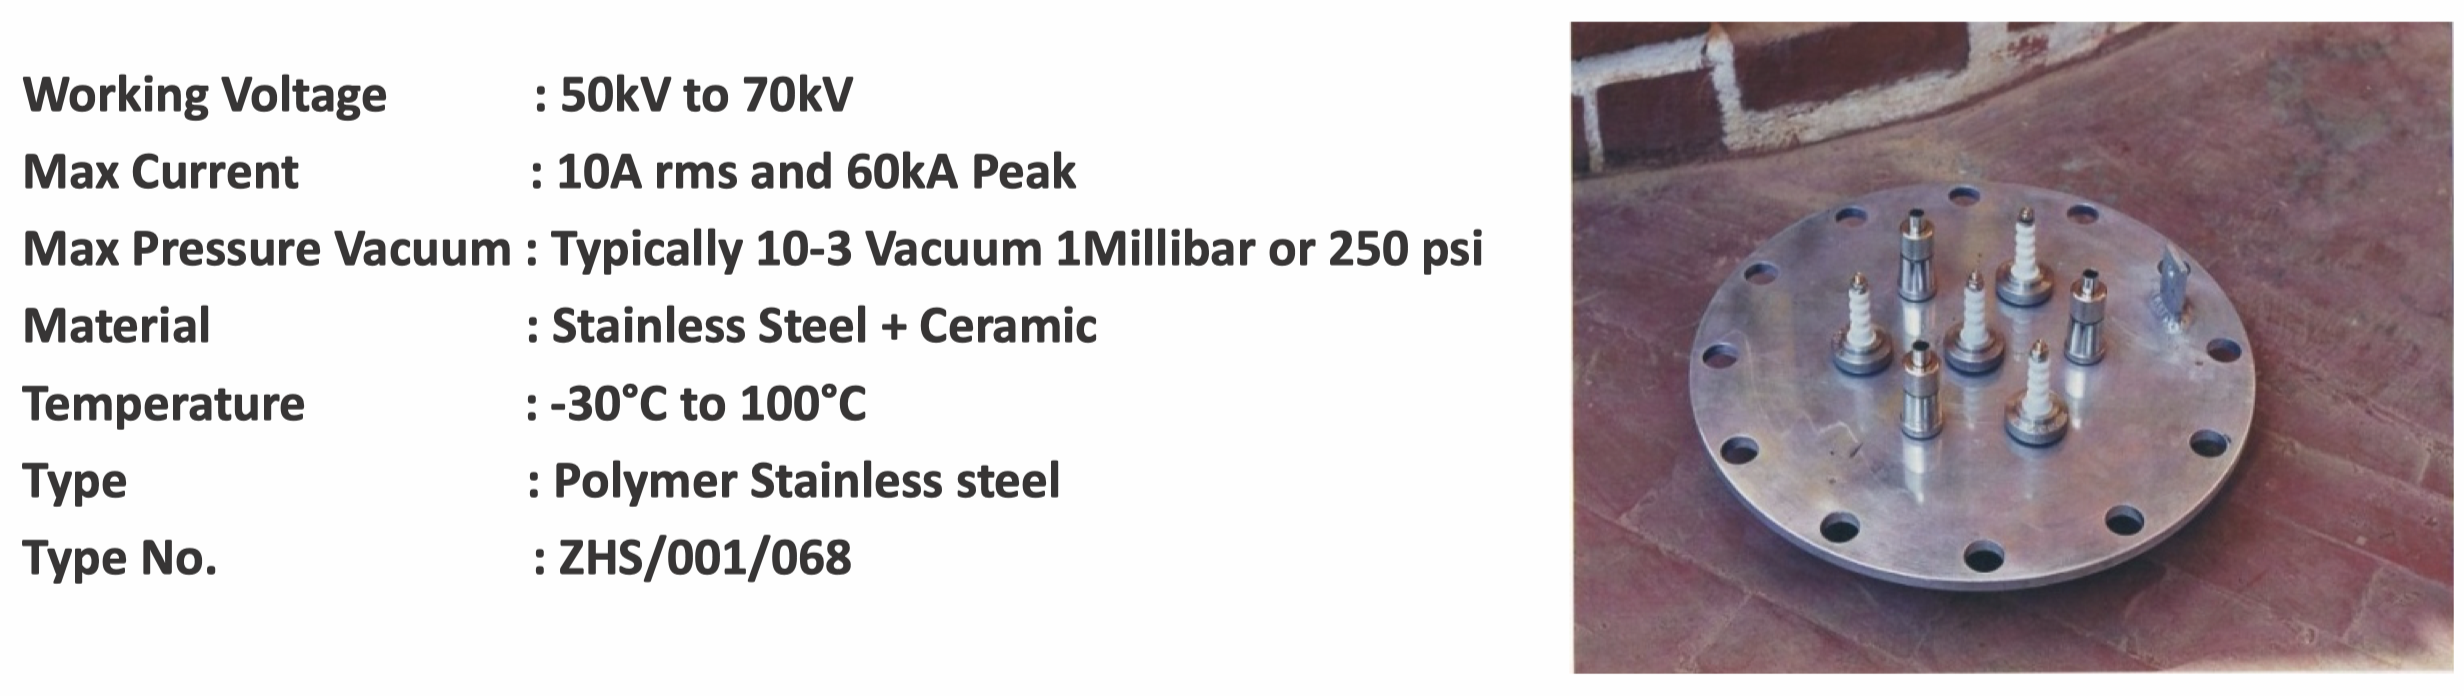 Working Voltage : 50kV to 70kV
Max Current : 10A rms and 60kA Peak
Max Pressure Vacuum : Typically 10-3 Vacuum 1Millibar or 250 psi
Material : Stainless Steel + Ceramic
Temperature : -30°C to 100°C
Type : Polymer Stainless steel
Type No. : ZHS/001/068